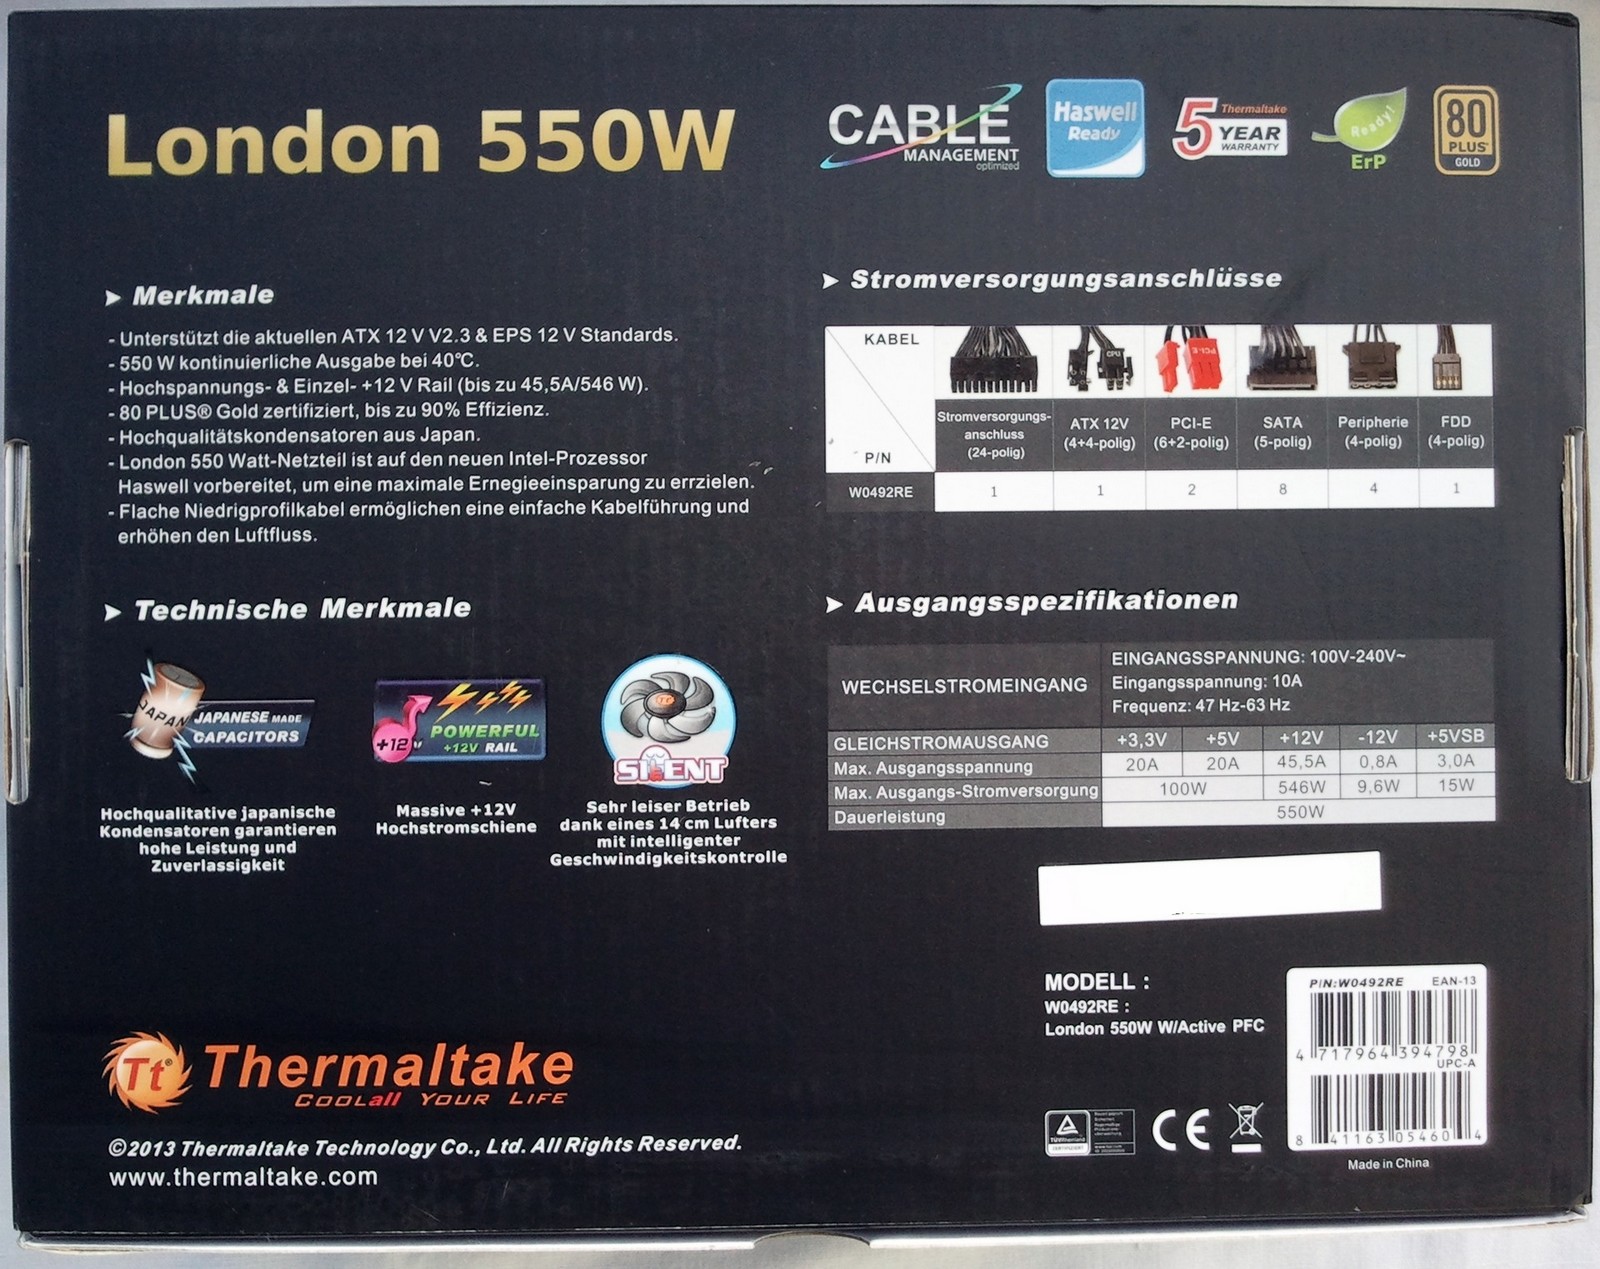 London 550W
CABLE
MANAGEMENT
optimized
Haswell
Ready
Thermaltake
5 YEAR
WARRANTY
Ready!
ErP
80
PLUS
GOLD
Merkmale
- Unterstützt die aktuellen ATX 12 V V2.3 & EPS 12 V Standards.
- 550 W kontinuierliche Ausgabe bei 40°C.
- Hochspannungs- & Einzel- +12 V Rail (bis zu 45,5A/546 W).
- 80 PLUS® Gold zertifiziert, bis zu 90% Effizienz.
- Hochqualitätskondensatoren aus Japan.
- London 550 Watt-Netzteil ist auf den neuen Intel-Prozessor
Haswell vorbereitet, um eine maximale Ernegieeinsparung zu errzielen.
- Flache Niedrigprofilkabel ermöglichen eine einfache Kabelführung und
erhöhen den Luftfluss.
Stromversorgungsanschlüsse
KABEL
P/N
CPU
PCI-E
Stromversorgungs-
anschluss
(24-polig)
ATX 12V
(4+4-polig)
PCI-E
(6+2-polig)
SATA
(5-polig)
Peripherie
(4-polig)
FDD
(4-polig)
W0492RE 1 1 2 8 4 1
Technische Merkmale
JAPAN
JAPANESE MADE
CAPACITORS
Hochqualitative japanische
Kondensatoren garantieren
hohe Leistung und
Zuverlassigkeit
+12V
POWERFUL
+12V RAIL
Massive +12V
Hochstromschiene
Tt
SILENT
Sehr leiser Betrieb
dank eines 14 cm Lufters
mit intelligenter
Geschwindigkeitskontrolle
Ausgangsspezifikationen
WECHSELSTROMEINGANG
EINGANGSSPANNUNG: 100V-240V~
Eingangsspannung: 10A
Frequenz: 47 Hz-63 Hz
GLEICHSTROMAUSGANG +3,3V +5V +12V -12V +5VSB
Max. Ausgangsspannung 20A 20A 45,5A 0,8A 3,0A
Max. Ausgangs-Stromversorgung 100W 546W 9,6W 15W
Dauerleistung 550W
MODELL :
W0492RE :
London 550W W/Active PFC
P/N:W0492RE EAN-13
4 717964 394798
UPC-A
8 41163 05460 4
Made in China
TÜVRheinland
CE
Tt®
Thermaltake
COOLall YOUR LIFE
©2013 Thermaltake Technology Co., Ltd. All Rights Reserved.
www.thermaltake.com